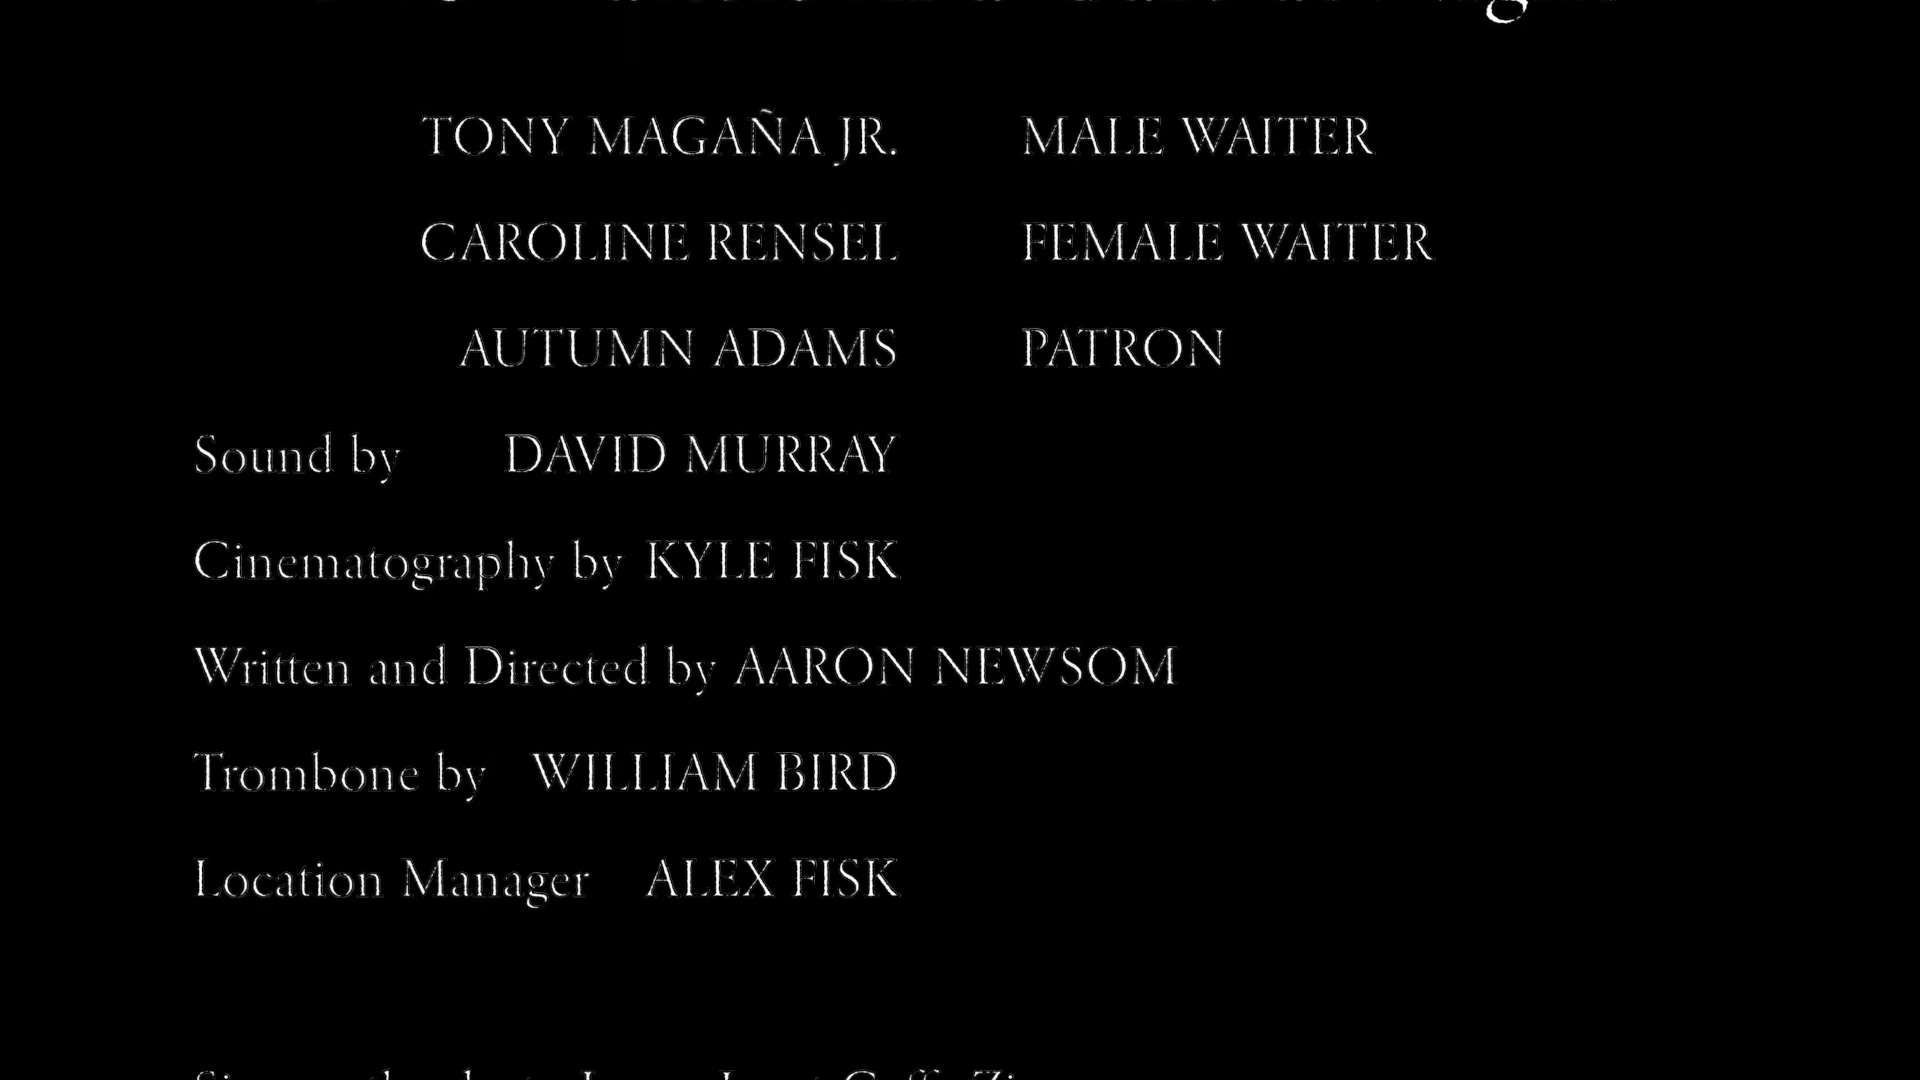 TONY MAGAÑA JR. MALE WAITER
CAROLINE RENSEL FEMALE WAITER
AUTUMN ADAMS PATRON
Sound by DAVID MURRAY
Cinematography by KYLE FISK
Written and Directed by AARON NEWSOM
Trombone by WILLIAM BIRD
Location Manager ALEX FISK